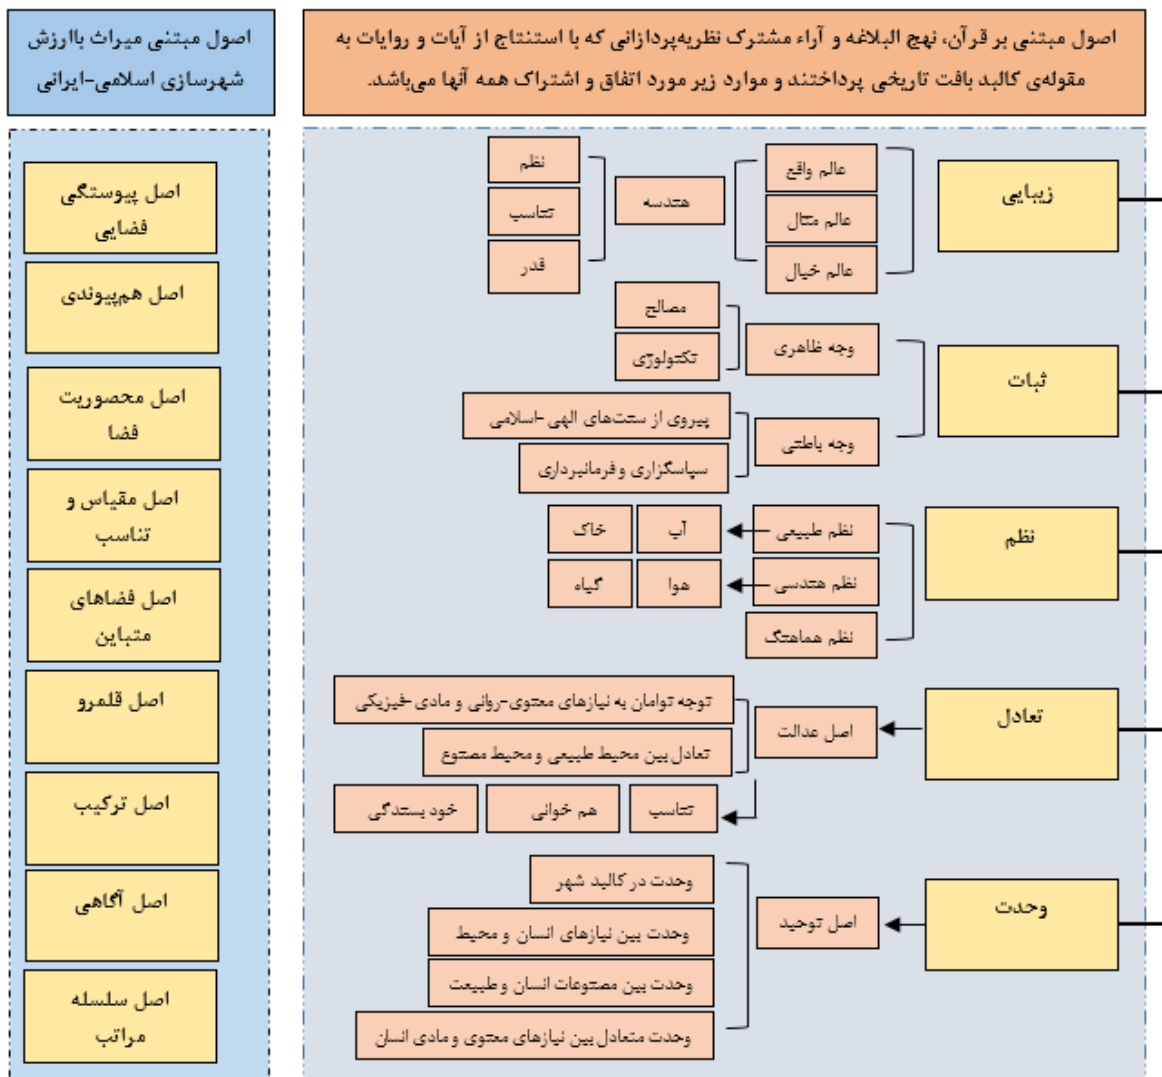 اصول مبتنی بر قرآن، نهج البلاغه و آراء مشترک نظریه‌پردازانی که با استنتاج از آیات و روایات به
مقوله‌ی کالبد بافت تاریخی پرداختند و موارد زیر مورد اتفاق و اشتراک همه آنها می‌باشد.
زیبایی
عالم واقع
عالم مثال
عالم خیال
هندسه
نظم
تناسب
قدر
ثبات
وجه ظاهری
مصالح
تکنولوژی
وجه باطنی
پیروی از سنت‌های الهی-اسلامی
سپاسگزاری و فرمانبرداری
نظم
نظم طبیعی
آب
خاک
نظم هندسی
هوا
گیاه
نظم هماهنگ
تعادل
اصل عدالت
توجه توامان به نیازهای معنوی-روانی و مادی-فیزیکی
تعادل بین محیط طبیعی و محیط مصنوع
تناسب
هم خوانی
خود بسندگی
وحدت
اصل توحید
وحدت در کالبد شهر
وحدت بین نیازهای انسان و محیط
وحدت بین مصنوعات انسان و طبیعت
وحدت متعادل بین نیازهای معنوی و مادی انسان
اصول مبتنی میراث باارزش
شهرسازی اسلامی-ایرانی
اصل پیوستگی
فضایی
اصل هم‌پیوندی
اصل محصوریت
فضا
اصل مقیاس و
تناسب
اصل فضاهای
متباین
اصل قلمرو
اصل ترکیب
اصل آگاهی
اصل سلسله
مراتب